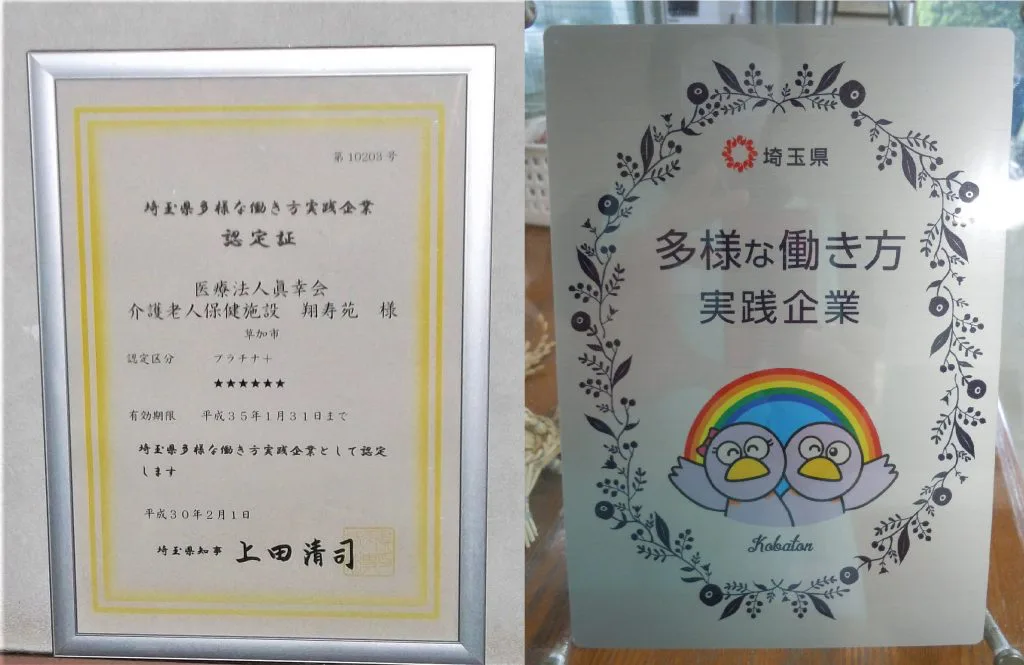 第10203号
埼玉県多様な働き方実践企業
認定証
医療法人眞幸会
介護老人保健施設 翔寿苑 様
草加市
認定区分 プラチナ+
★★★★★★
有効期限 平成35年1月31日まで
埼玉県多様な働き方実践企業として認定
します
平成30年2月1日
埼玉県知事 上田清司
埼玉県
多様な働き方
実践企業
Kobaton